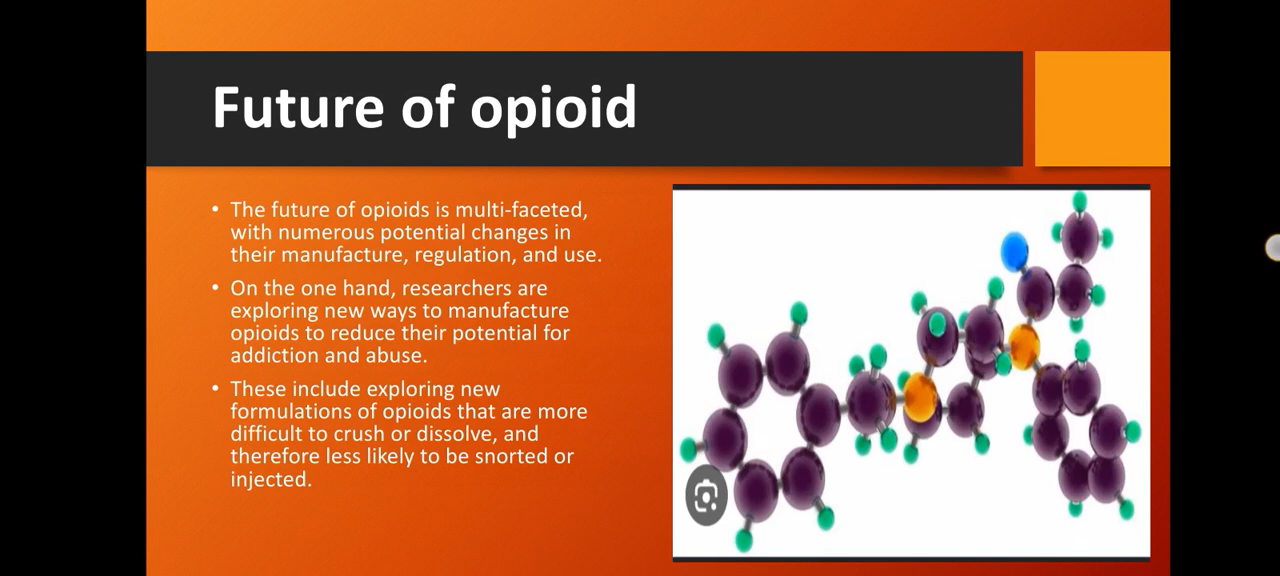 Future of opioid
• The future of opioids is multi-faceted,
with numerous potential changes in
their manufacture, regulation, and use.
• On the one hand, researchers are
exploring new ways to manufacture
opioids to reduce their potential for
addiction and abuse.
• These include exploring new
formulations of opioids that are more
difficult to crush or dissolve, and
therefore less likely to be snorted or
injected.